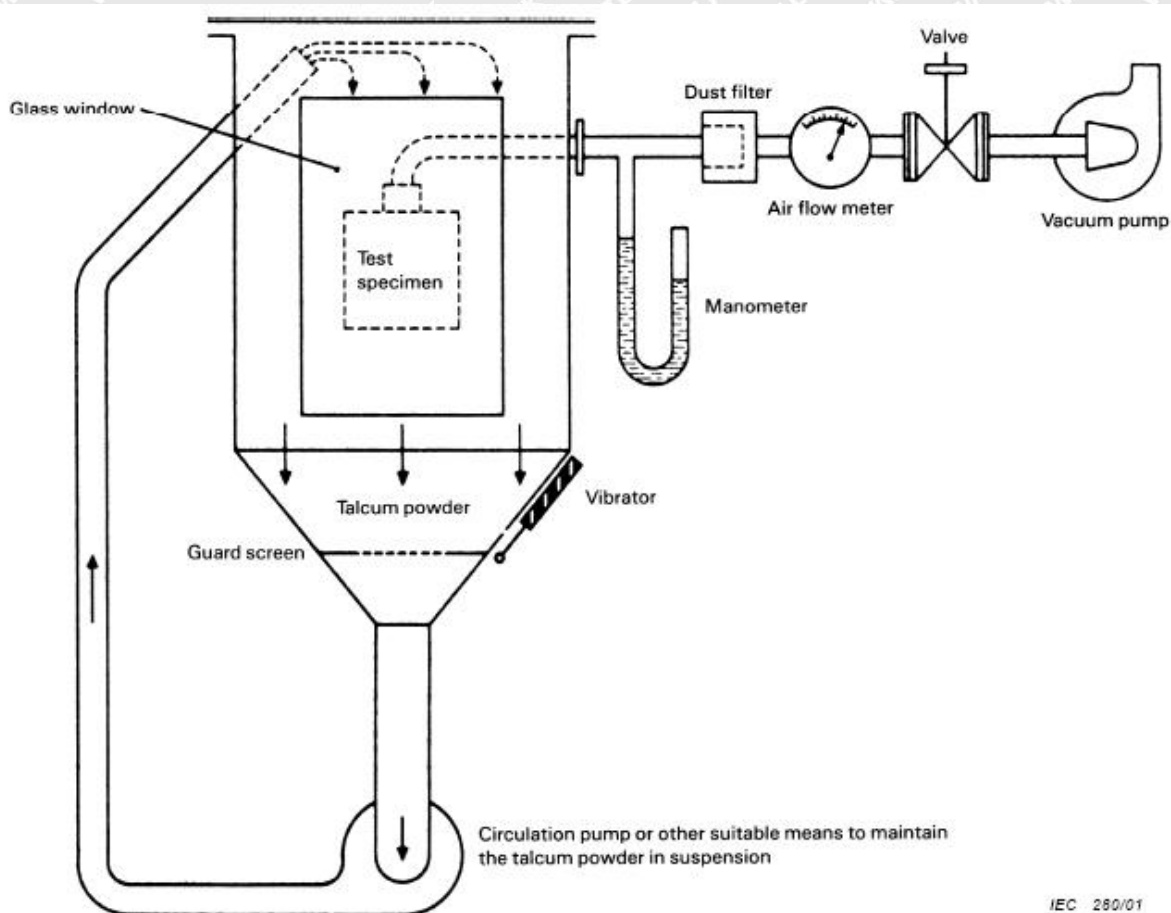 Valve
Glass window
Dust filter
Air flow meter
Vacuum pump
Test
specimen
Manometer
Talcum powder
Vibrator
Guard screen
Circulation pump or other suitable means to maintain
the talcum powder in suspension
IEC 280/01